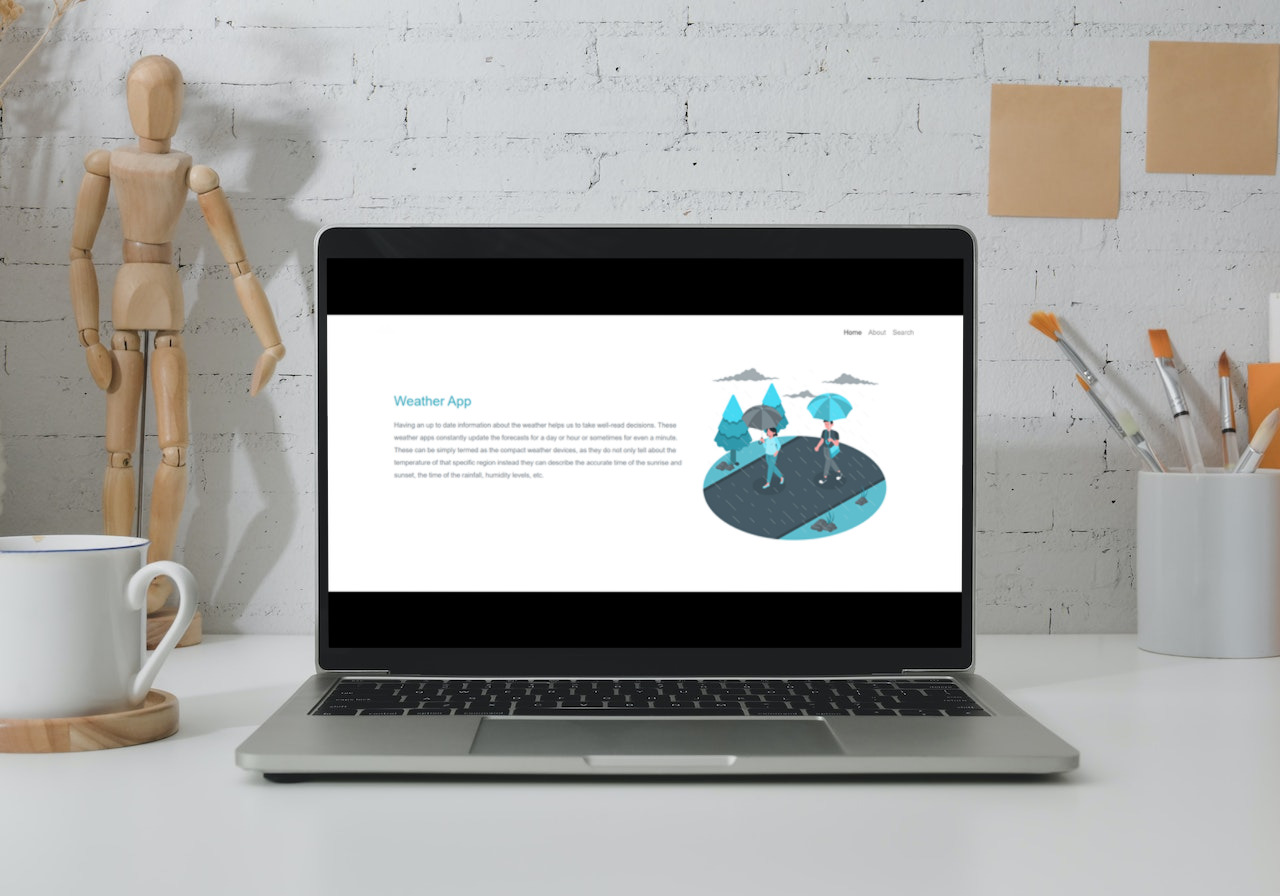 Home About Search
Weather App
Having an up to date information about the weather helps us to take well-read decisions. These
weather apps constantly update the forecasts for a day or hour or sometimes for even a minute.
These can be simply termed as the compact weather devices, as they do not only tell about the
temperature of that specific region instead they can describe the accurate time of the sunrise and
sunset, the time of the rainfall, humidity levels, etc.